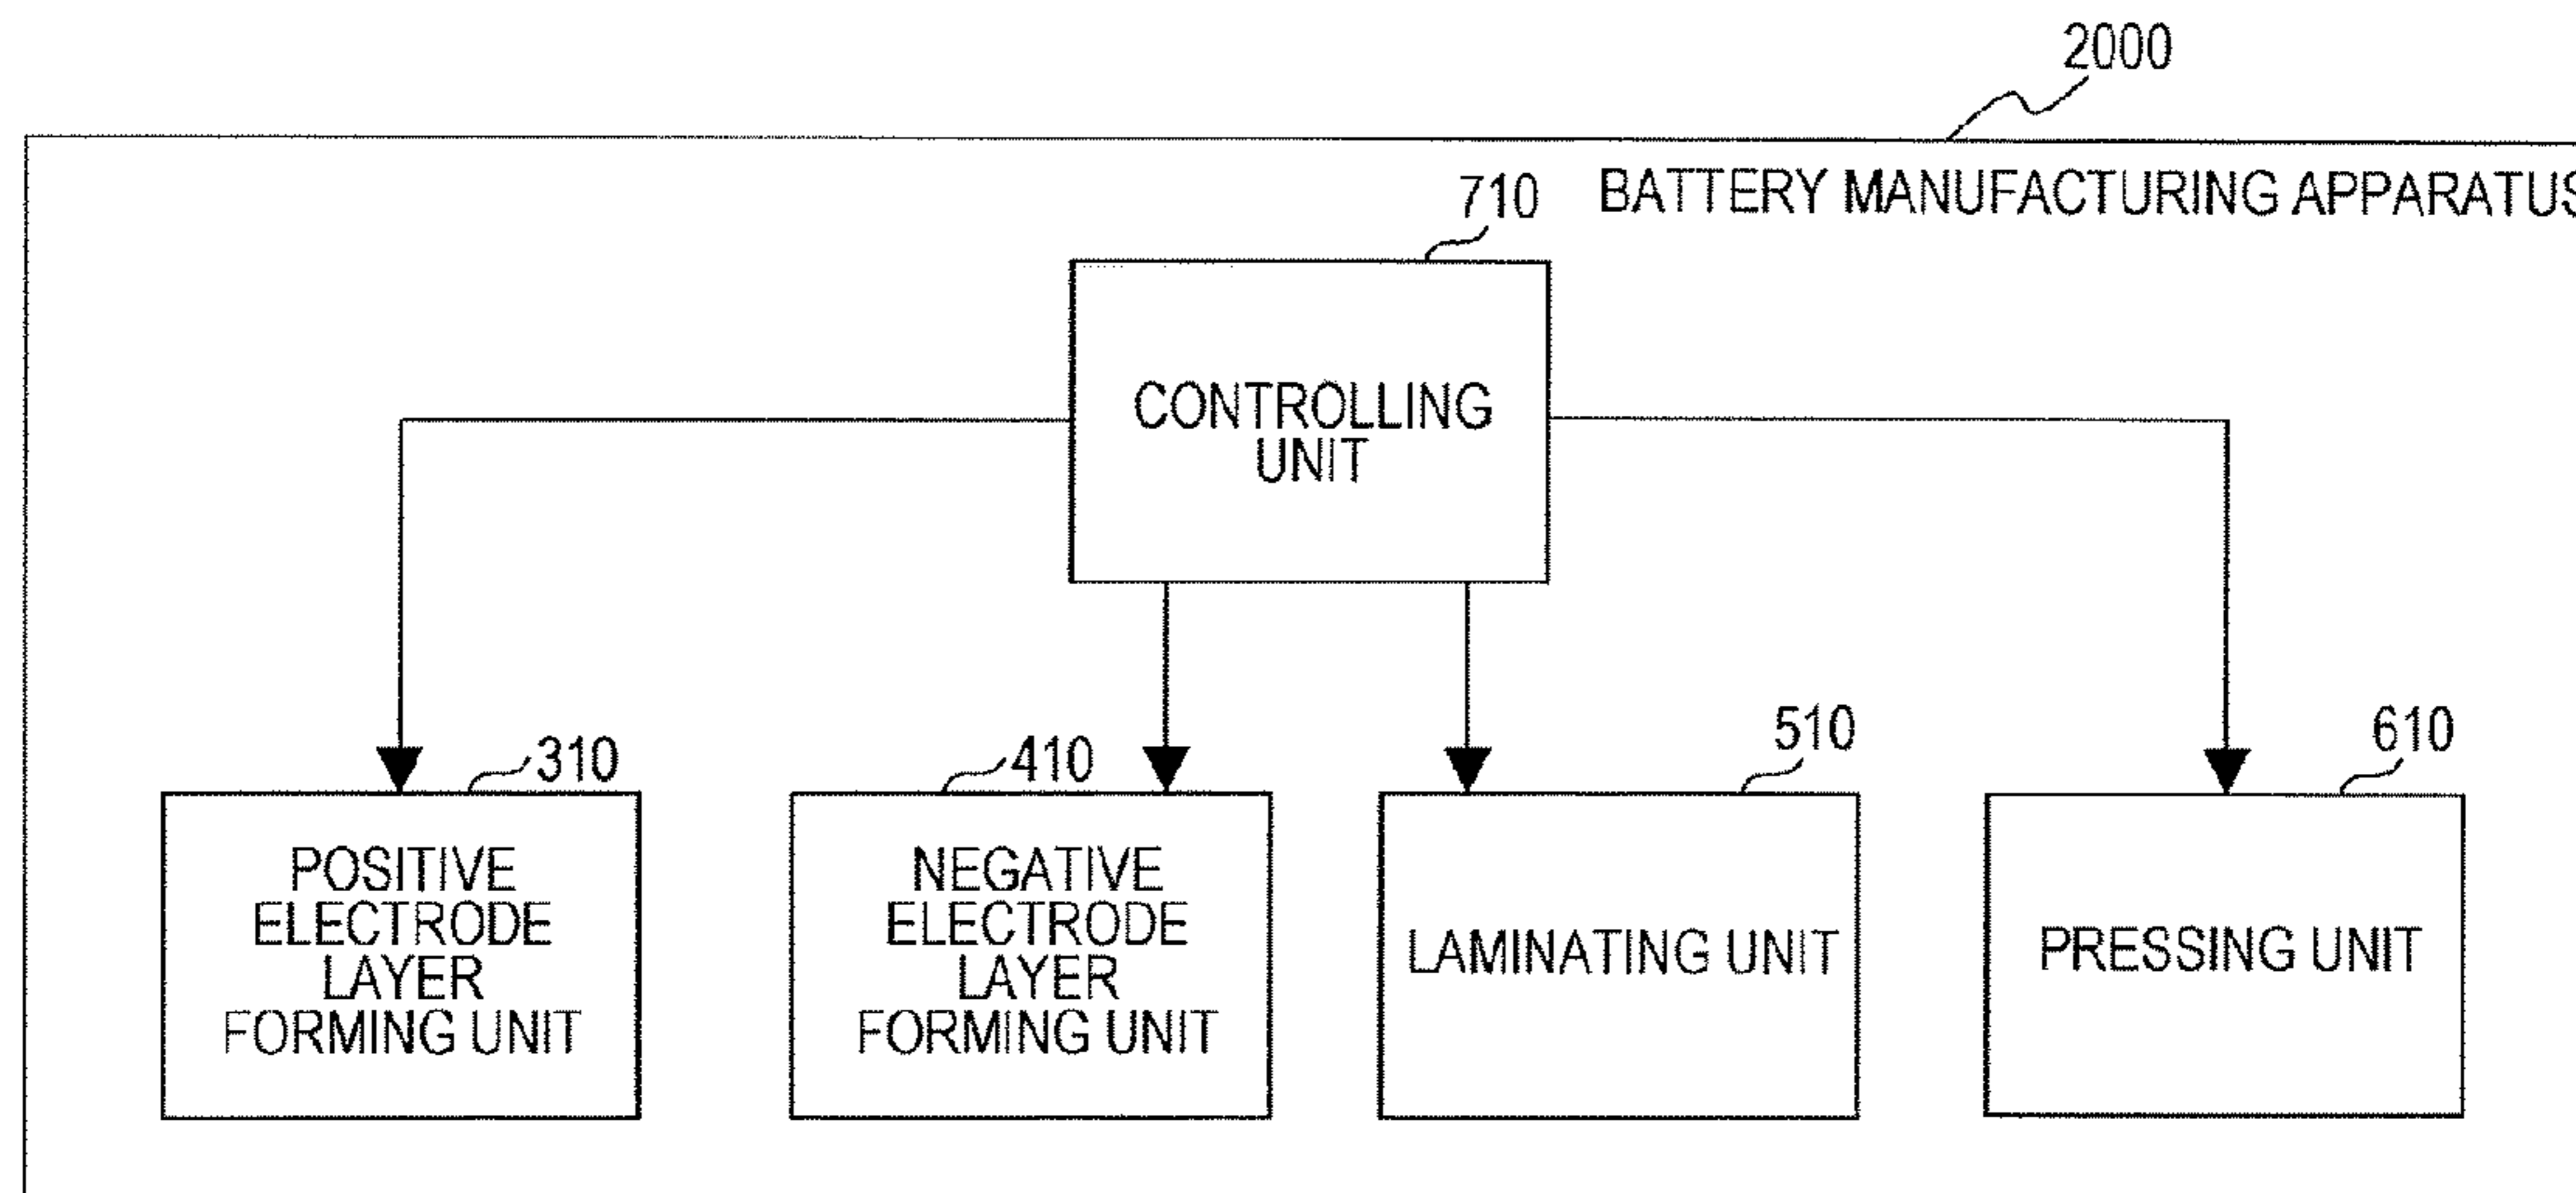 2000
BATTERY MANUFACTURING APPARATUS
710
CONTROLLING
UNIT
310
POSITIVE
ELECTRODE
LAYER
FORMING UNIT
410
NEGATIVE
ELECTRODE
LAYER
FORMING UNIT
510
LAMINATING UNIT
610
PRESSING UNIT